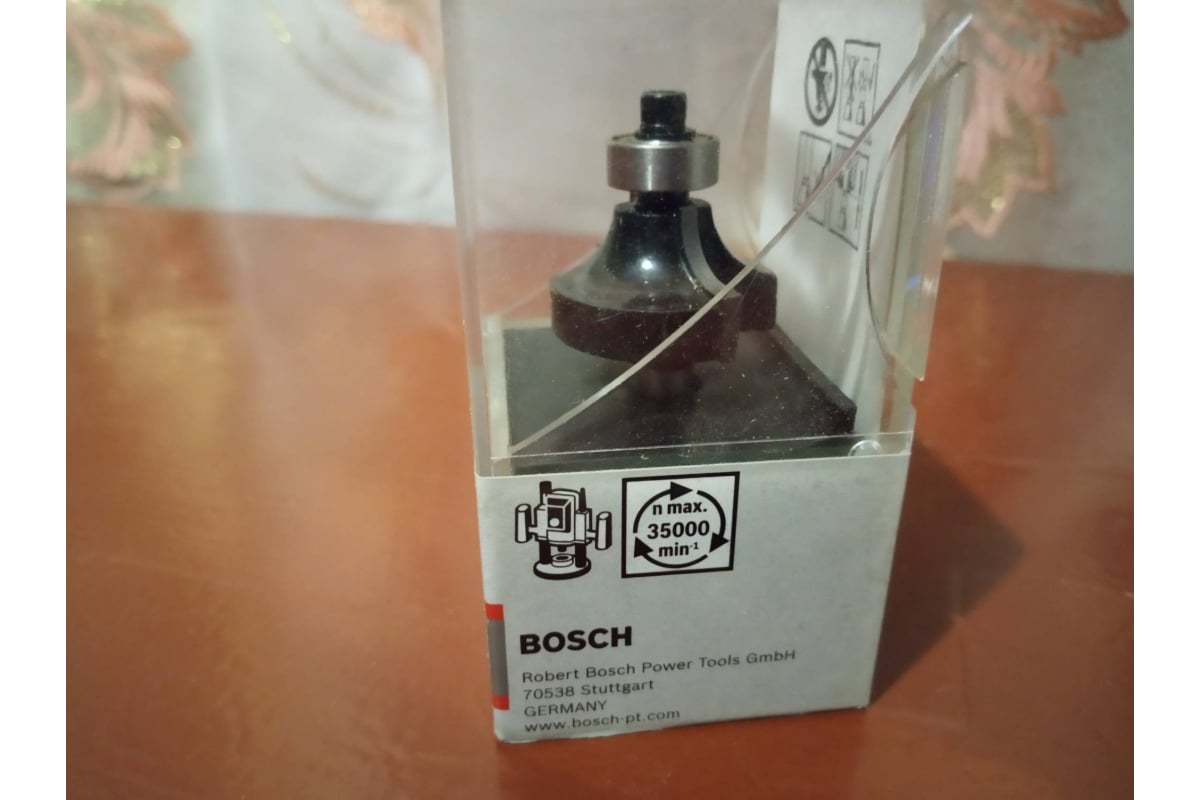 n max.
35000
min-1
BOSCH
Robert Bosch Power Tools GmbH
70538 Stuttgart
GERMANY
www.bosch-pt.com